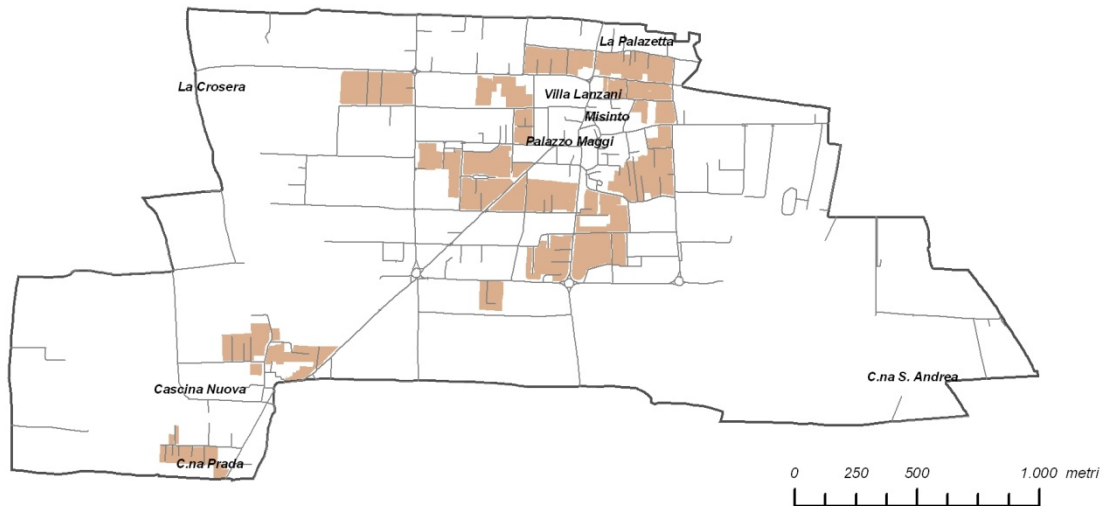 La Palazetta
La Crosera
Villa Lanzani
Misinto
Palazzo Maggi
C.na S. Andrea
Cascina Nuova
C.na Prada
0 250 500 1.000 metri